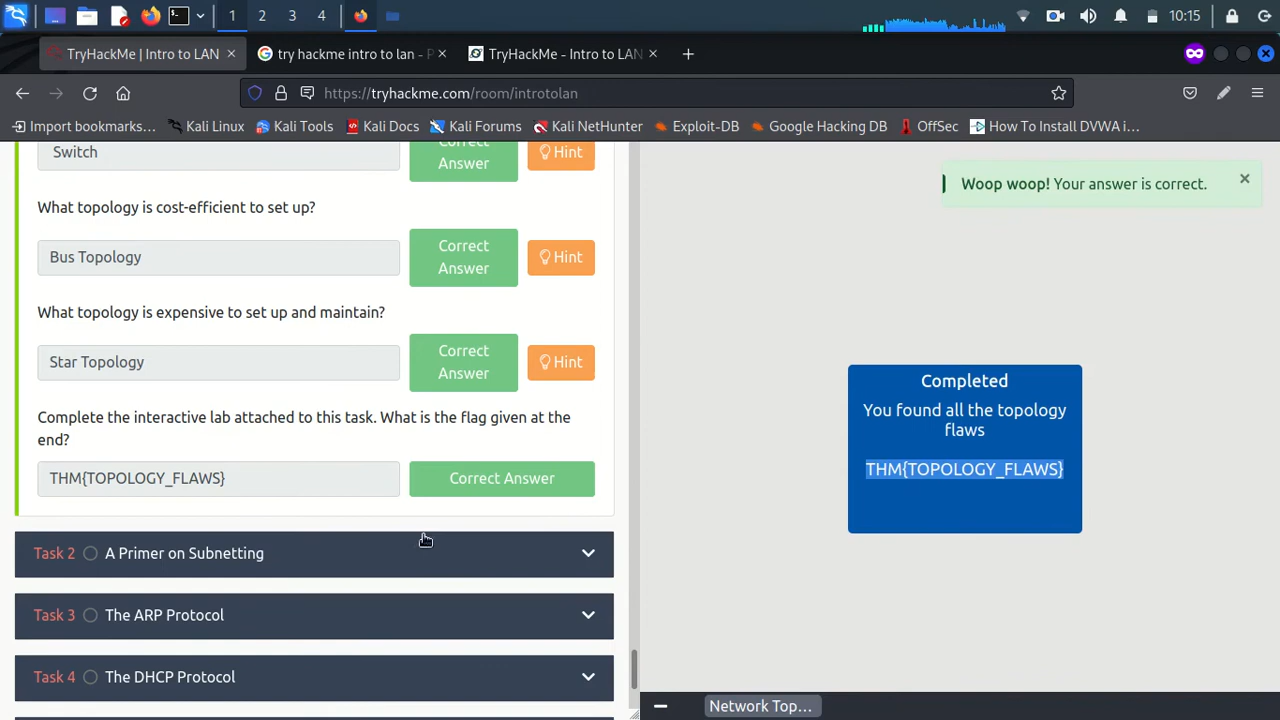 1 2 3 4 10:15
TryHackMe | Intro to LAN × try hackme intro to lan - P × TryHackMe - Intro to LAN × +
https://tryhackme.com/room/introtolan
Import bookmarks... Kali Linux Kali Tools Kali Docs Kali Forums Kali NetHunter Exploit-DB Google Hacking DB OffSec How To Install DVWA i...
Switch
Correct
Answer
Hint
What topology is cost-efficient to set up?
Bus Topology
Correct
Answer
Hint
What topology is expensive to set up and maintain?
Star Topology
Correct
Answer
Hint
Complete the interactive lab attached to this task. What is the flag given at the
end?
THM{TOPOLOGY_FLAWS}
Correct Answer
Task 2 A Primer on Subnetting
Task 3 The ARP Protocol
Task 4 The DHCP Protocol
Woop woop! Your answer is correct. ×
Completed
You found all the topology
flaws
THM{TOPOLOGY_FLAWS}
Network Top...